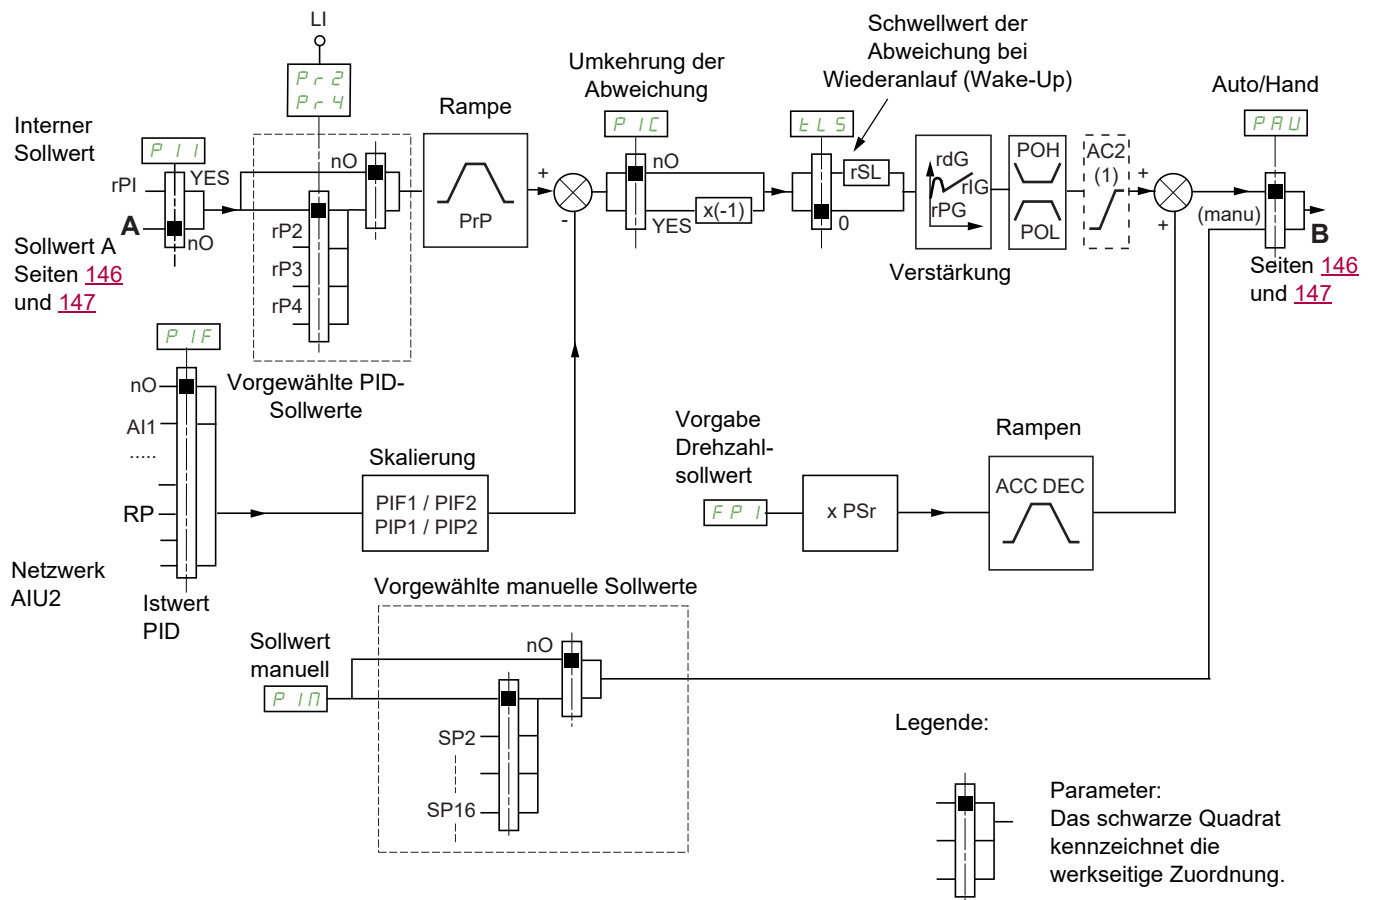 LI
Pr2
Pr4
Schwellwert der
Abweichung bei
Wiederanlauf (Wake-Up)
Umkehrung der
Abweichung
Rampe
Auto/Hand
Interner
Sollwert
PII
PIC
tLS
PAU
nO
nO
rSL
rdG
rIG
rPG
POH
POL
AC2
(1)
rPI
YES
A
nO
rP2
rP3
rP4
PrP
+
-
YES
x(-1)
0
+
+
(manu)
B
Sollwert A
Seiten 146
und 147
Verstärkung
Seiten 146
und 147
PIF
Vorgewählte PID-
Sollwerte
nO
AI1
.....
RP
Netzwerk
AIU2
Istwert
PID
Skalierung
PIF1 / PIF2
PIP1 / PIP2
Vorgabe
Drehzahl-
sollwert
FPI
x PSr
Rampen
ACC DEC
Vorgewählte manuelle Sollwerte
Sollwert
manuell
PIM
nO
SP2
SP16
Legende:
Parameter:
Das schwarze Quadrat
kennzeichnet die
werkseitige Zuordnung.